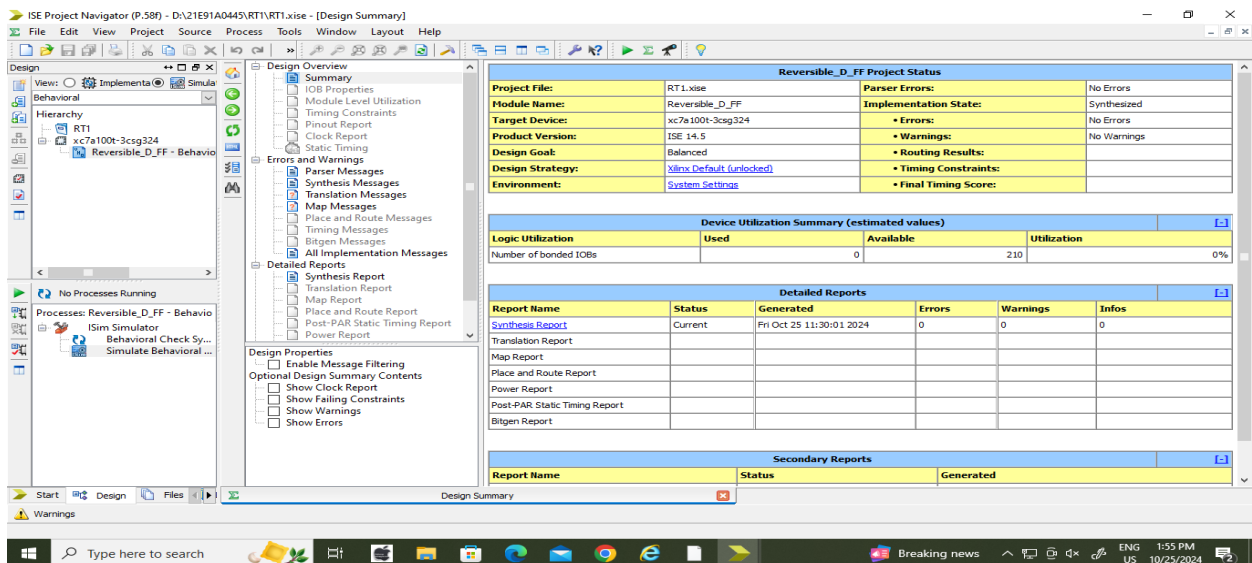 ISE Project Navigator (P.58f) - D:\21E91A0445\RT1\RT1.xise - [Design Summary]
File Edit View Project Source Process Tools Window Layout Help
Design
View: Implementa Simula
Behavioral
Hierarchy
RT1
xc7a100t-3csg324
Reversible_D_FF - Behavio
No Processes Running
Processes: Reversible_D_FF - Behavio
ISim Simulator
Behavioral Check Sy...
Simulate Behavioral ...
Start Design Files
Design Overview
Summary
IOB Properties
Module Level Utilization
Timing Constraints
Pinout Report
Clock Report
Static Timing
Errors and Warnings
Parser Messages
Synthesis Messages
Translation Messages
Map Messages
Place and Route Messages
Timing Messages
Bitgen Messages
All Implementation Messages
Detailed Reports
Synthesis Report
Translation Report
Map Report
Place and Route Report
Post-PAR Static Timing Report
Power Report
Design Properties
Enable Message Filtering
Optional Design Summary Contents
Show Clock Report
Show Failing Constraints
Show Warnings
Show Errors
Reversible_D_FF Project Status
Project File: RT1.xise Parser Errors: No Errors
Module Name: Reversible_D_FF Implementation State: Synthesized
Target Device: xc7a100t-3csg324 • Errors: No Errors
Product Version: ISE 14.5 • Warnings: No Warnings
Design Goal: Balanced • Routing Results:
Design Strategy: Xilinx Default (unlocked) • Timing Constraints:
Environment: System Settings • Final Timing Score:
Device Utilization Summary (estimated values) [-]
Logic Utilization Used Available Utilization
Number of bonded IOBs 0 210 0%
Detailed Reports [-]
Report Name Status Generated Errors Warnings Infos
Synthesis Report Current Fri Oct 25 11:30:01 2024 0 0 0
Translation Report
Map Report
Place and Route Report
Power Report
Post-PAR Static Timing Report
Bitgen Report
Secondary Reports [-]
Report Name Status Generated
Design Summary
Warnings
Type here to search
Breaking news
ENG
US
1:55 PM
10/25/2024
2